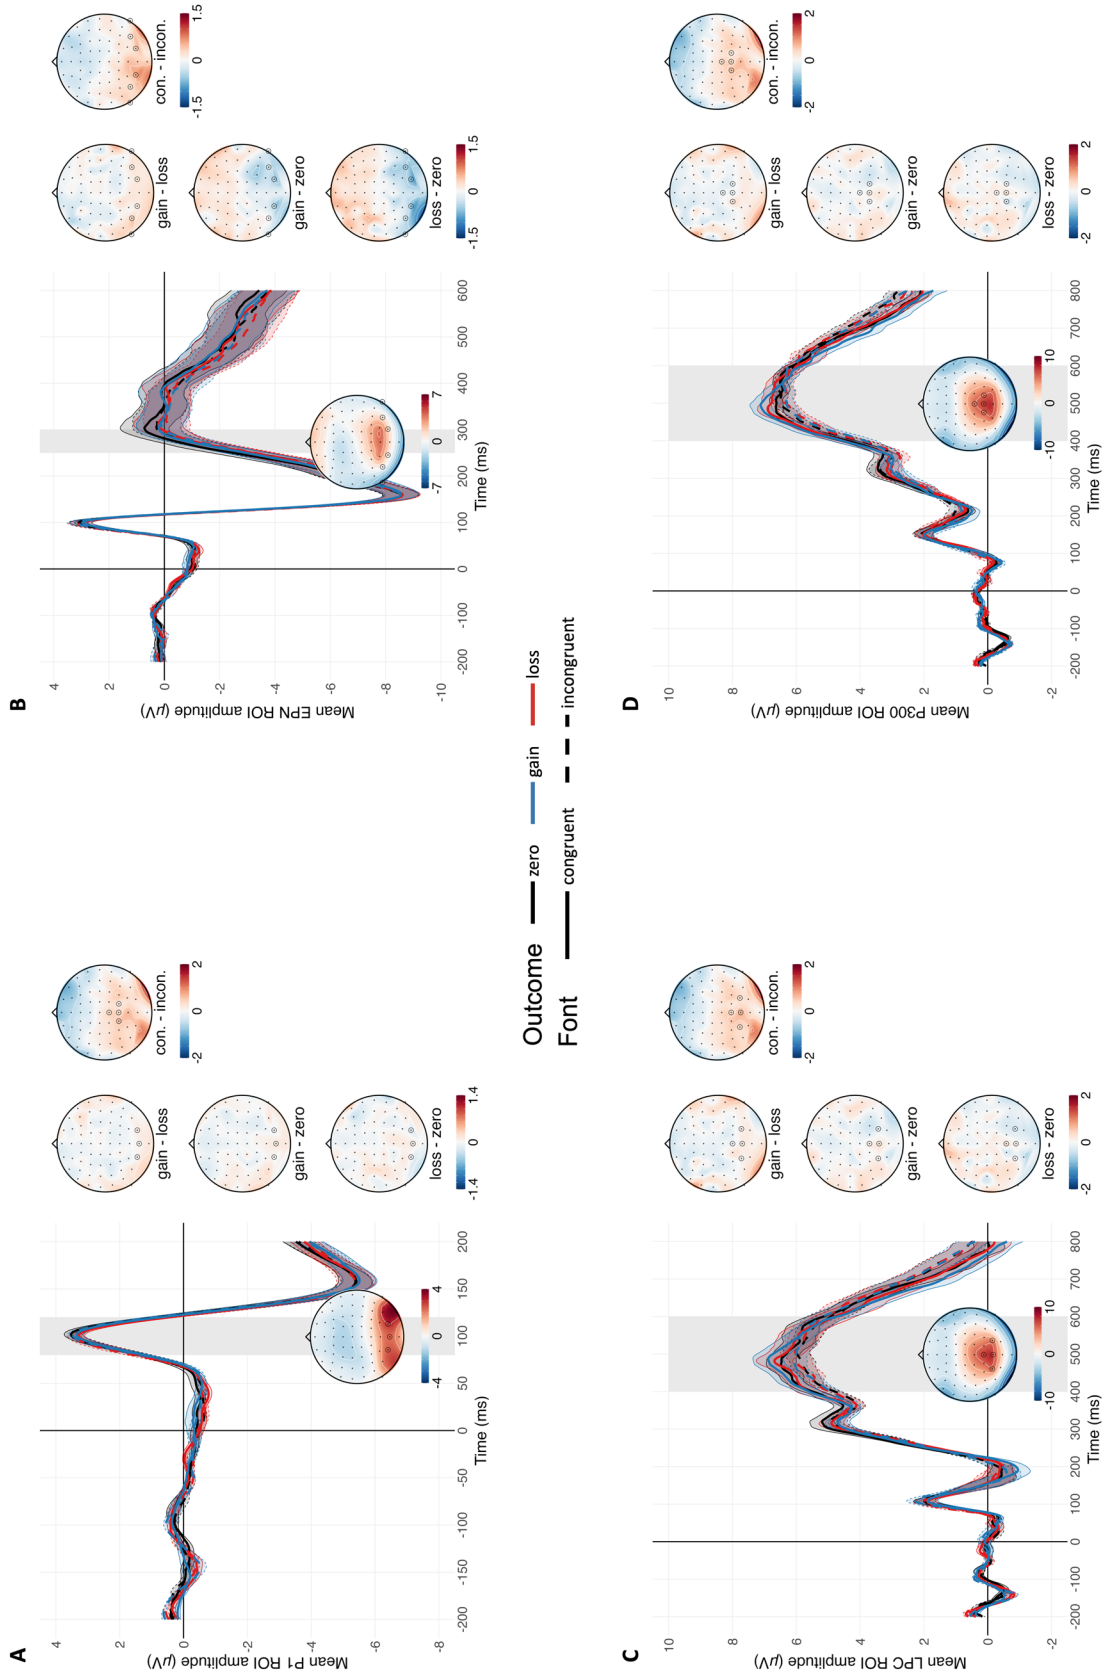 A
Mean P1 ROI amplitude (µV)
4
2
0
-2
-4
-6
-8
-200
-150
-100
-50
0
50
100
150
200
Time (ms)
-4 0 4
gain - loss
gain - zero
loss - zero
-1.4 0 1.4
con. - incon.
-2 0 2
B
Mean EPN ROI amplitude (µV)
4
2
0
-2
-4
-6
-8
-10
-200
-100
0
100
200
300
400
500
600
Time (ms)
-7 0 7
gain - loss
gain - zero
loss - zero
-1.5 0 1.5
con. - incon.
-1.5 0 1.5
Outcome zero gain loss
Font congruent incongruent
C
Mean LPC ROI amplitude (µV)
10
8
6
4
2
0
-2
-200
-100
0
100
200
300
400
500
600
700
800
Time (ms)
-10 0 10
gain - loss
gain - zero
loss - zero
-2 0 2
con. - incon.
-2 0 2
D
Mean P300 ROI amplitude (µV)
10
8
6
4
2
0
-2
-200
-100
0
100
200
300
400
500
600
700
800
Time (ms)
-10 0 10
gain - loss
gain - zero
loss - zero
-2 0 2
con. - incon.
-2 0 2